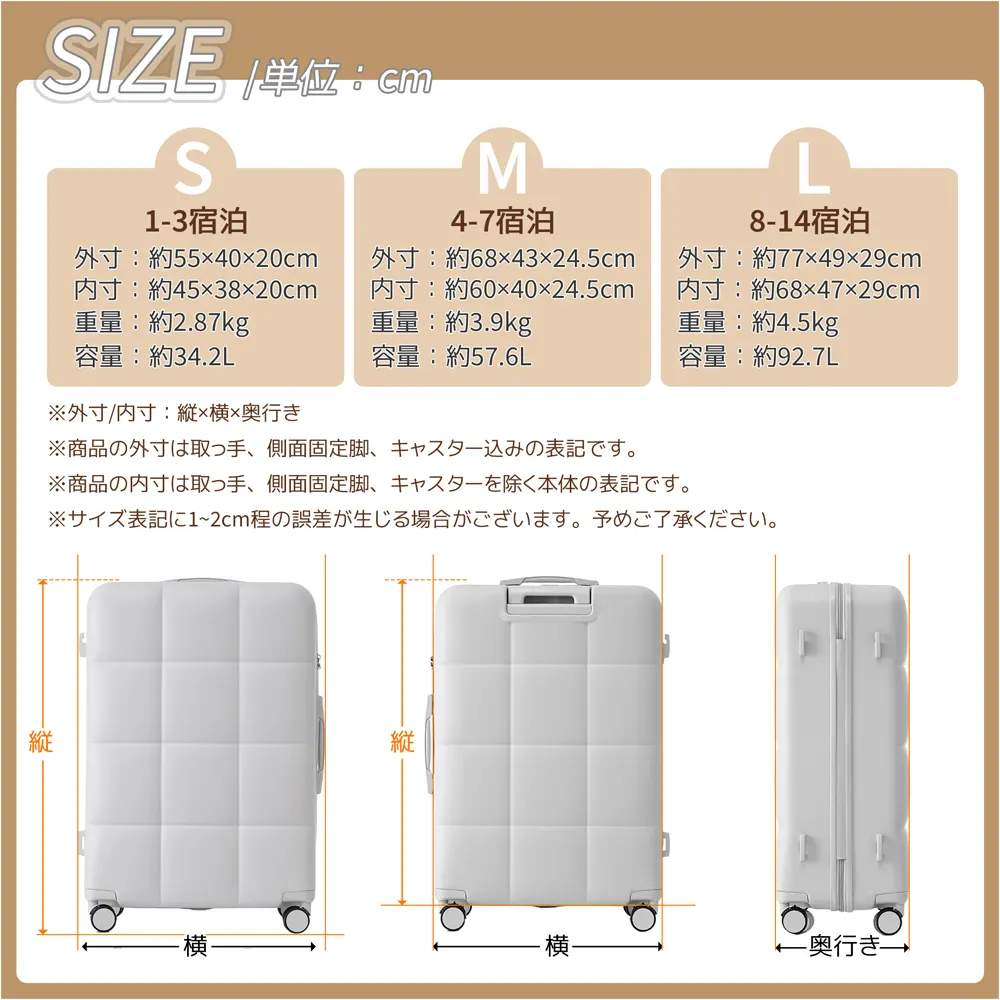 SIZE /単位：cm
S
1-3宿泊
外寸：約55×40×20cm
内寸：約45×38×20cm
重量：約2.87kg
容量：約34.2L
M
4-7宿泊
外寸：約68×43×24.5cm
内寸：約60×40×24.5cm
重量：約3.9kg
容量：約57.6L
L
8-14宿泊
外寸：約77×49×29cm
内寸：約68×47×29cm
重量：約4.5kg
容量：約92.7L
※外寸/内寸：縦×横×奥行き
※商品の外寸は取っ手、側面固定脚、キャスター込みの表記です。
※商品の内寸は取っ手、側面固定脚、キャスターを除く本体の表記です。
※サイズ表記に1~2cm程の誤差が生じる場合がございます。予めご了承ください。
縦
縦
横
横
奥行き